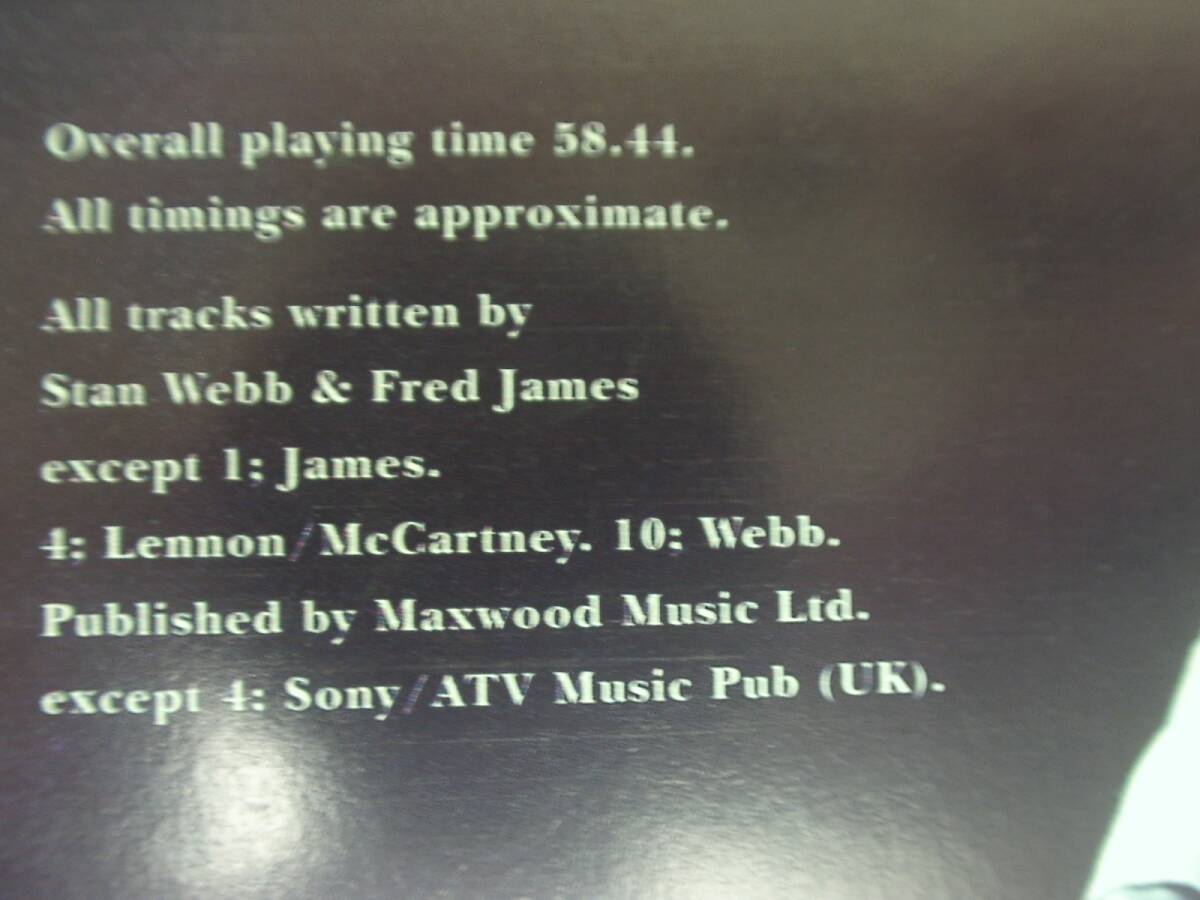 Overall playing time 58.44.
All timings are approximate.
All tracks written by
Stan Webb & Fred James
except 1; James.
4; Lennon/McCartney. 10; Webb.
Published by Maxwood Music Ltd.
except 4: Sony/ATV Music Pub (UK).